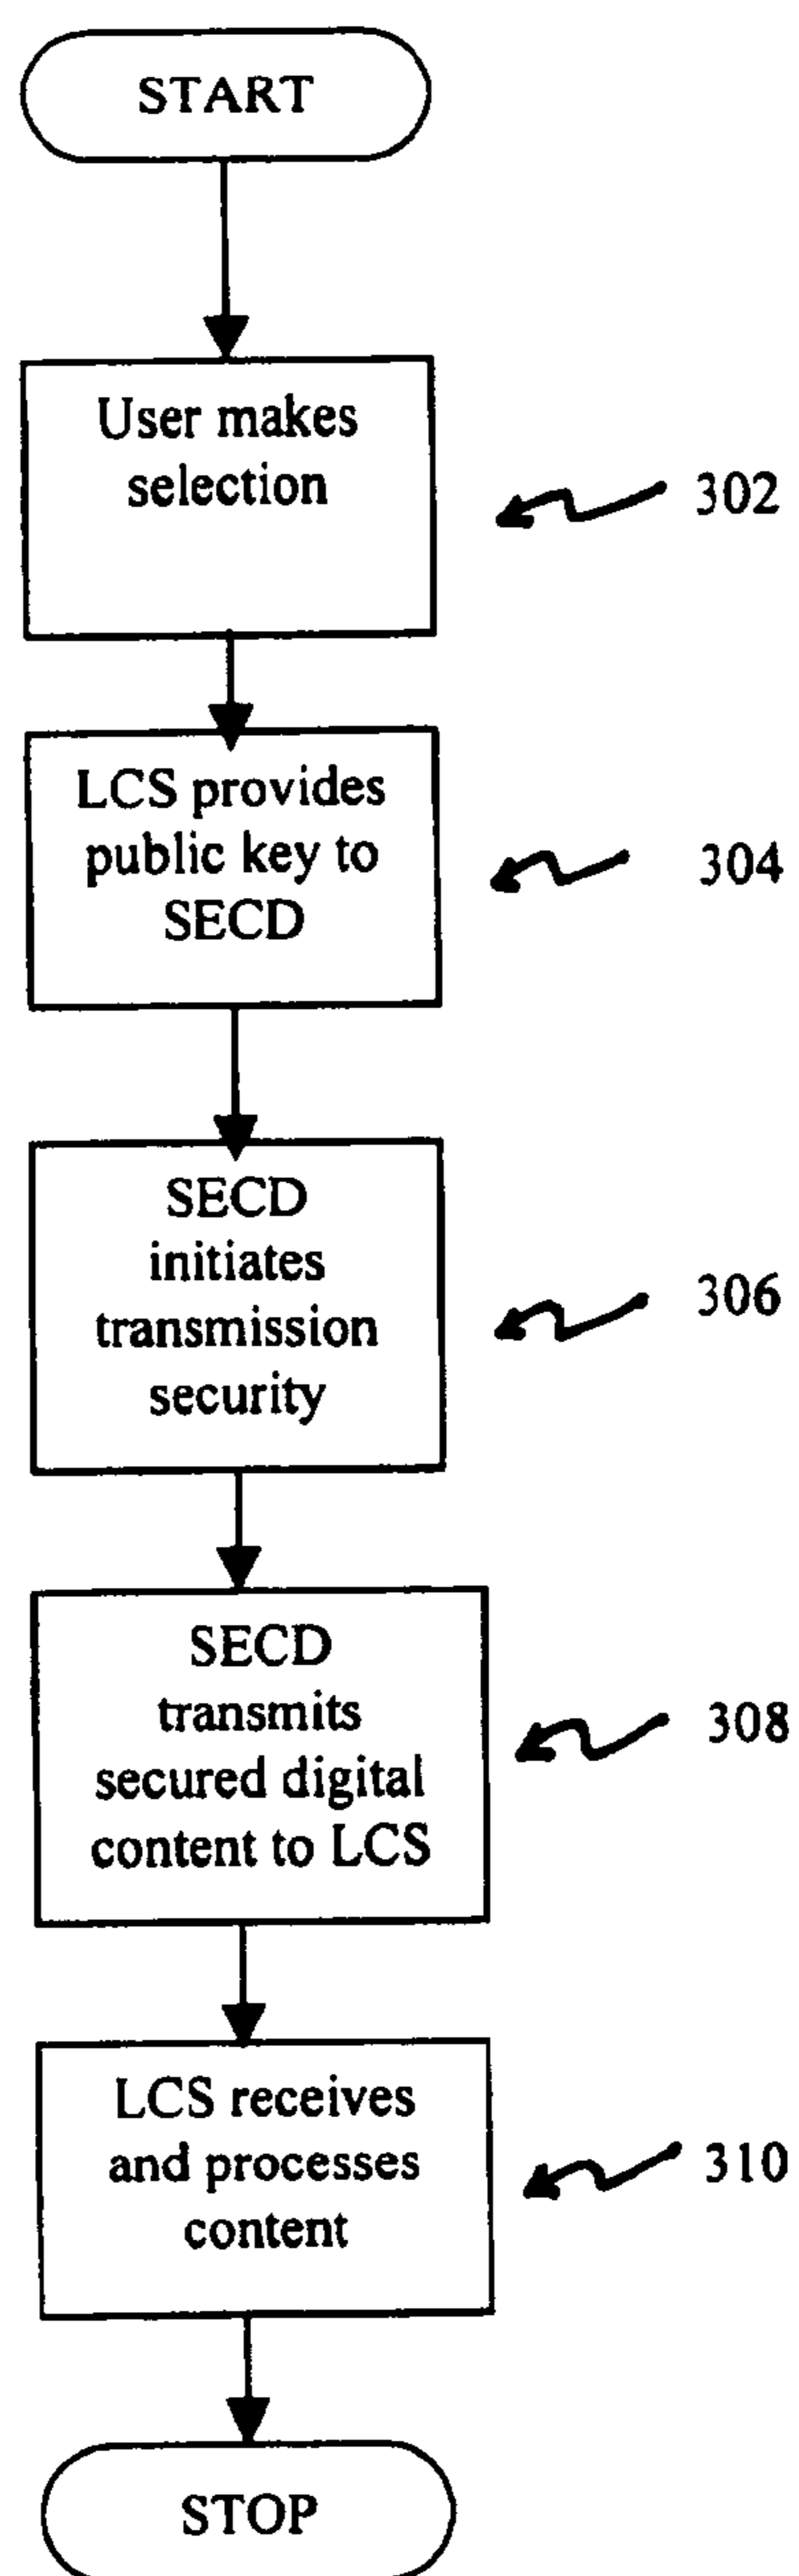 START
User makes
selection
302
LCS provides
public key to
SECD
304
SECD
initiates
transmission
security
306
SECD
transmits
secured digital
content to LCS
308
LCS receives
and processes
content
310
STOP